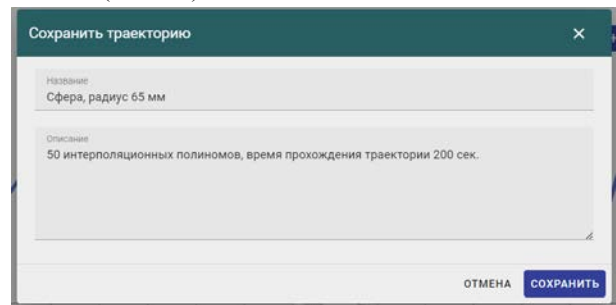 Сохранить траекторию
Название
Сфера, радиус 65 мм
Описание
50 интерполяционных полиномов, время прохождения траектории 200 сек.
ОТМЕНА СОХРАНИТЬ